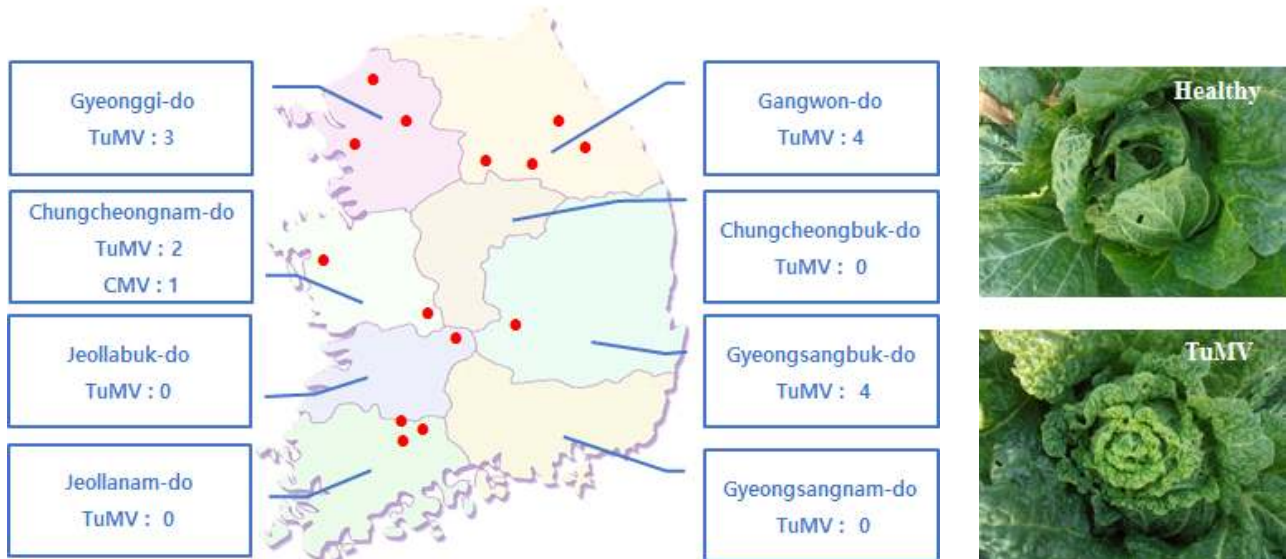 Gyeonggi-do
TuMV : 3
Chungcheongnam-do
TuMV : 2
CMV : 1
Jeollabuk-do
TuMV : 0
Jeollanam-do
TuMV : 0
Gangwon-do
TuMV : 4
Chungcheongbuk-do
TuMV : 0
Gyeongsangbuk-do
TuMV : 4
Gyeongsangnam-do
TuMV : 0
Healthy
TuMV